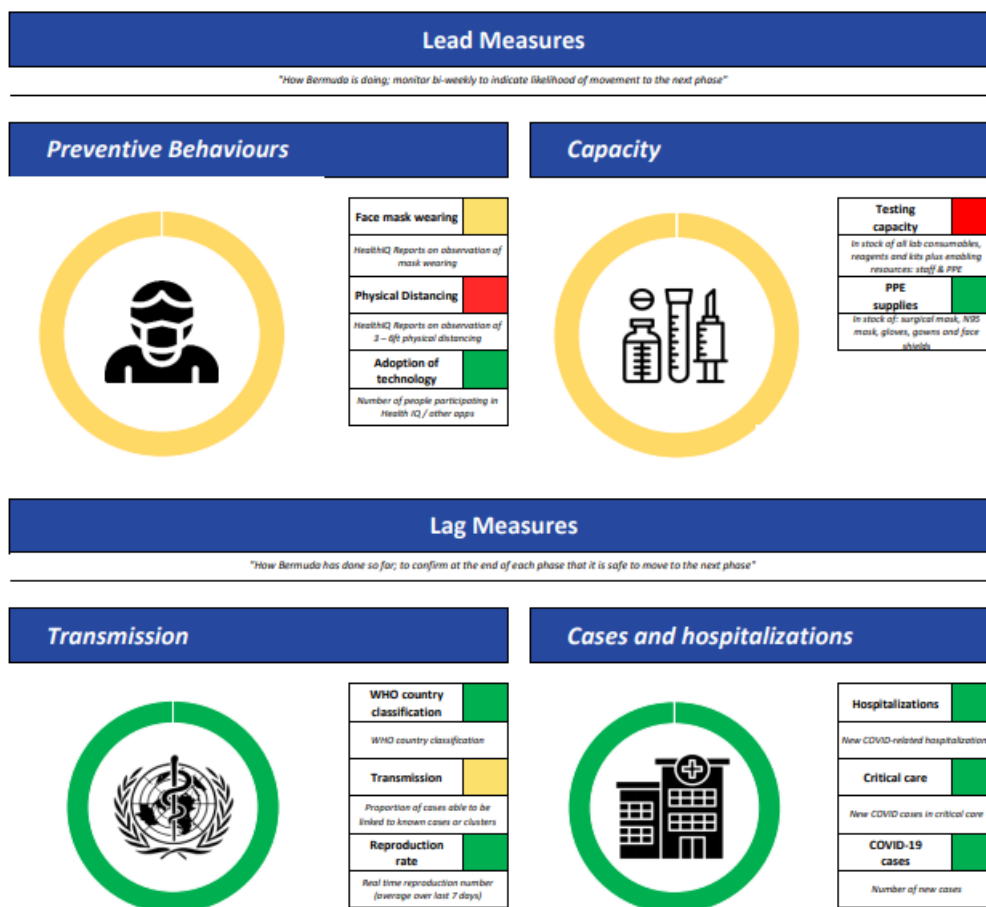 Lead Measures
"How Bermuda is doing; monitor bi-weekly to indicate likelihood of movement to the next phase"
Preventive Behaviours
Face mask wearing
HealthIQ Reports on observation of
mask wearing
Physical Distancing
HealthIQ Reports on observation of
3 – 6ft physical distancing
Adoption of
technology
Number of people participating in
Health IQ / other apps
Capacity
Testing
capacity
In stock of all lab consumables,
reagents and kits plus enabling
resources: staff & PPE
PPE
supplies
In stock of: surgical mask, N95
mask, gloves, gowns and face
shields
Lag Measures
"How Bermuda has done so far; to confirm at the end of each phase that it is safe to move to the next phase"
Transmission
WHO country
classification
WHO country classification
Transmission
Proportion of cases able to be
linked to known cases or clusters
Reproduction
rate
Real time reproduction number
(average over last 7 days)
Cases and hospitalizations
Hospitalizations
New COVID-related hospitalization
Critical care
New COVID cases in critical care
COVID-19
cases
Number of new cases